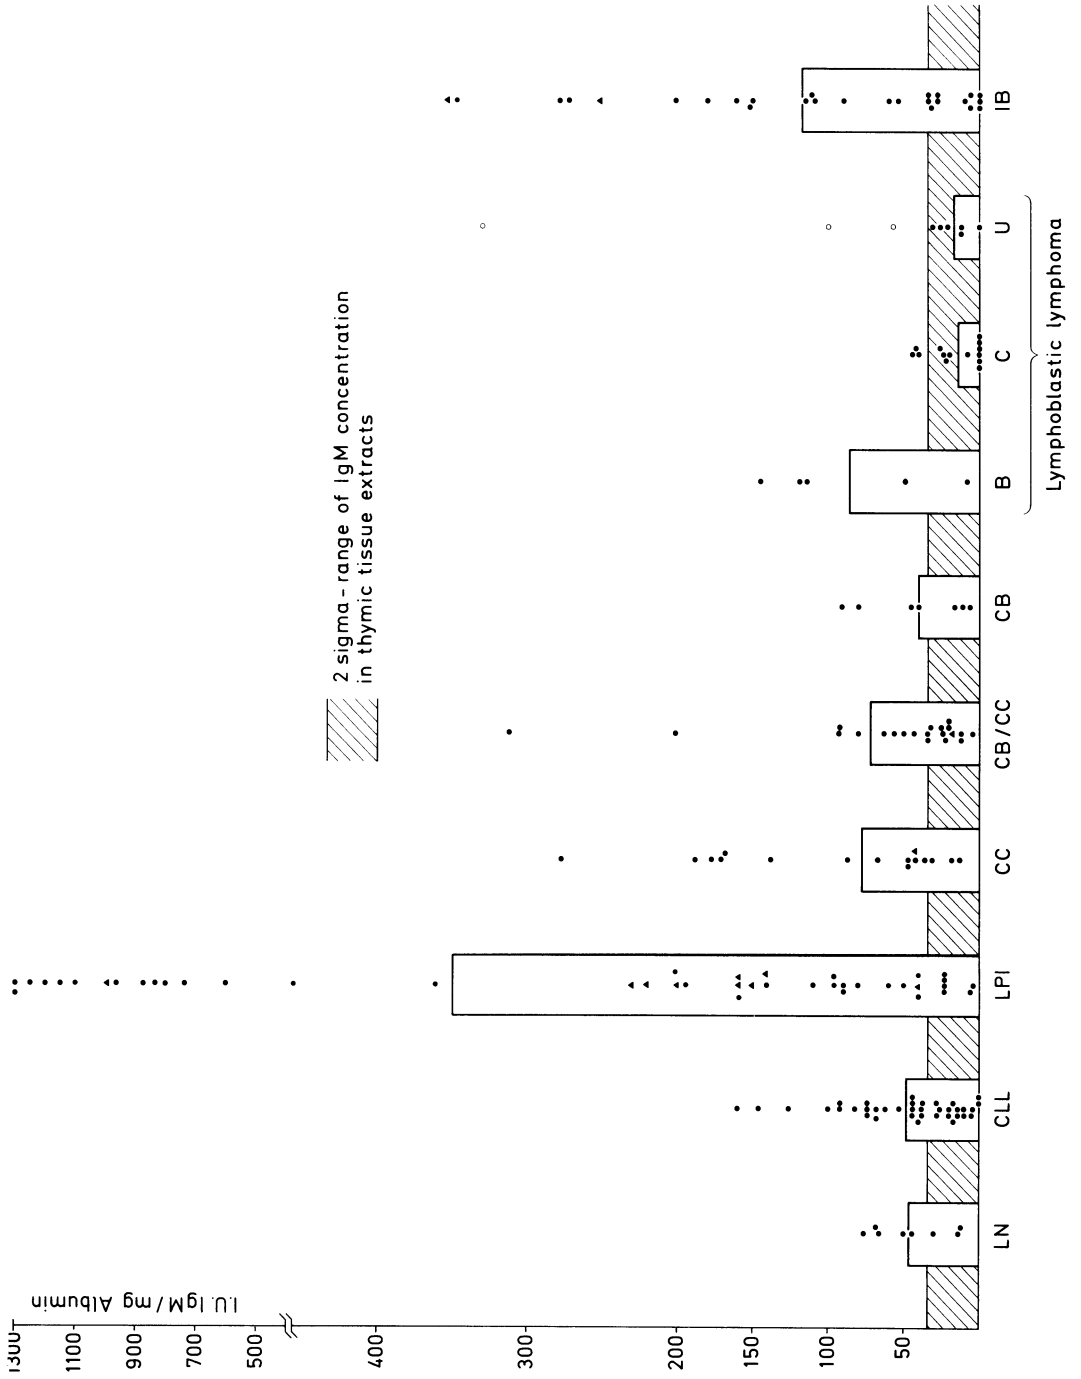 I.U. IgM/mg Albumin
1300
1100
900
700
500
400
300
200
150
100
50
2 sigma-range of IgM concentration
in thymic tissue extracts
LN
CLL
LPI
CC
CB/CC
CB
B
C
U
IB
Lymphoblastic lymphoma